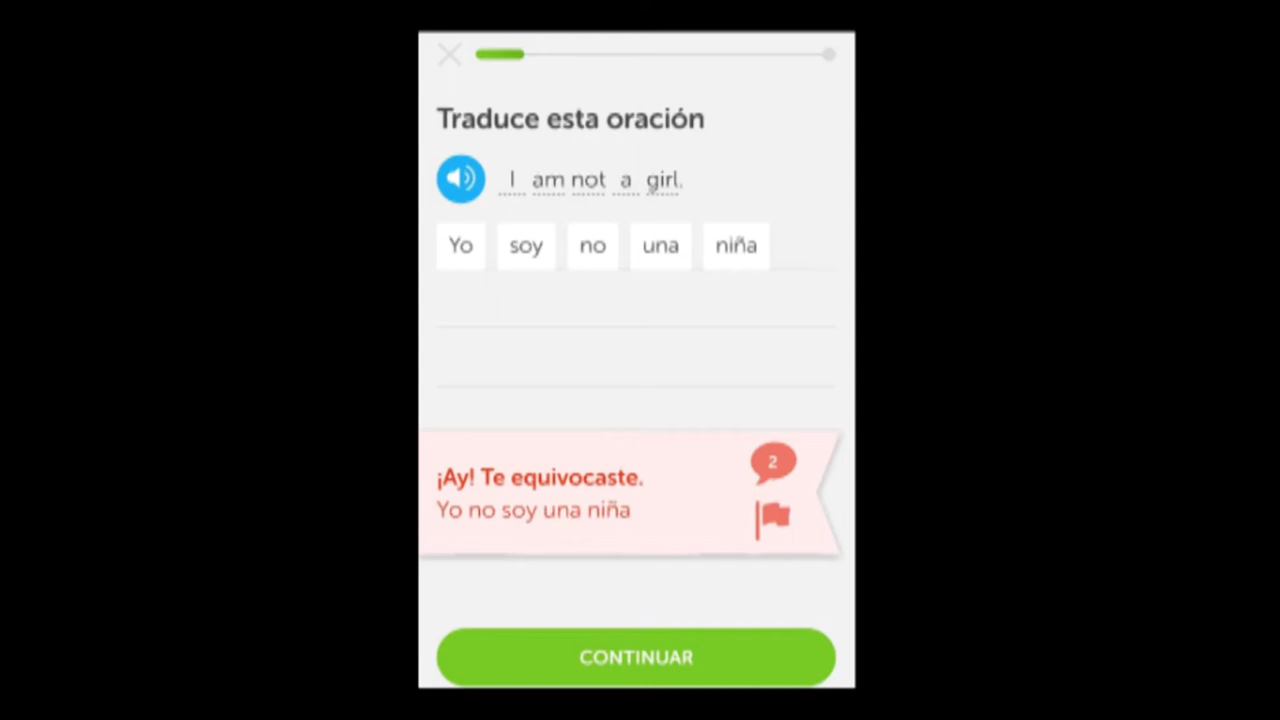 Traduce esta oración
I am not a girl.
Yo soy no una niña
2
¡Ay! Te equivocaste.
Yo no soy una niña
CONTINUAR